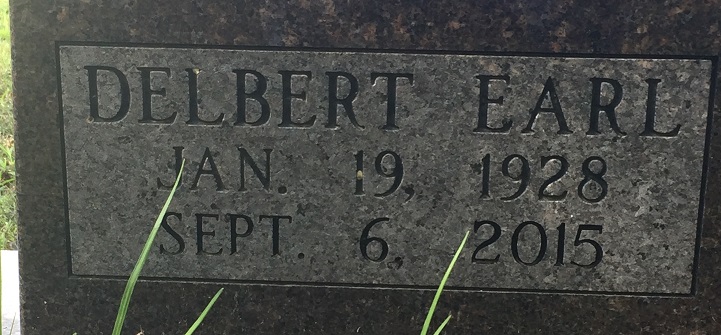 DELBERT EARL
JAN. 19, 1928
SEPT. 6, 2015